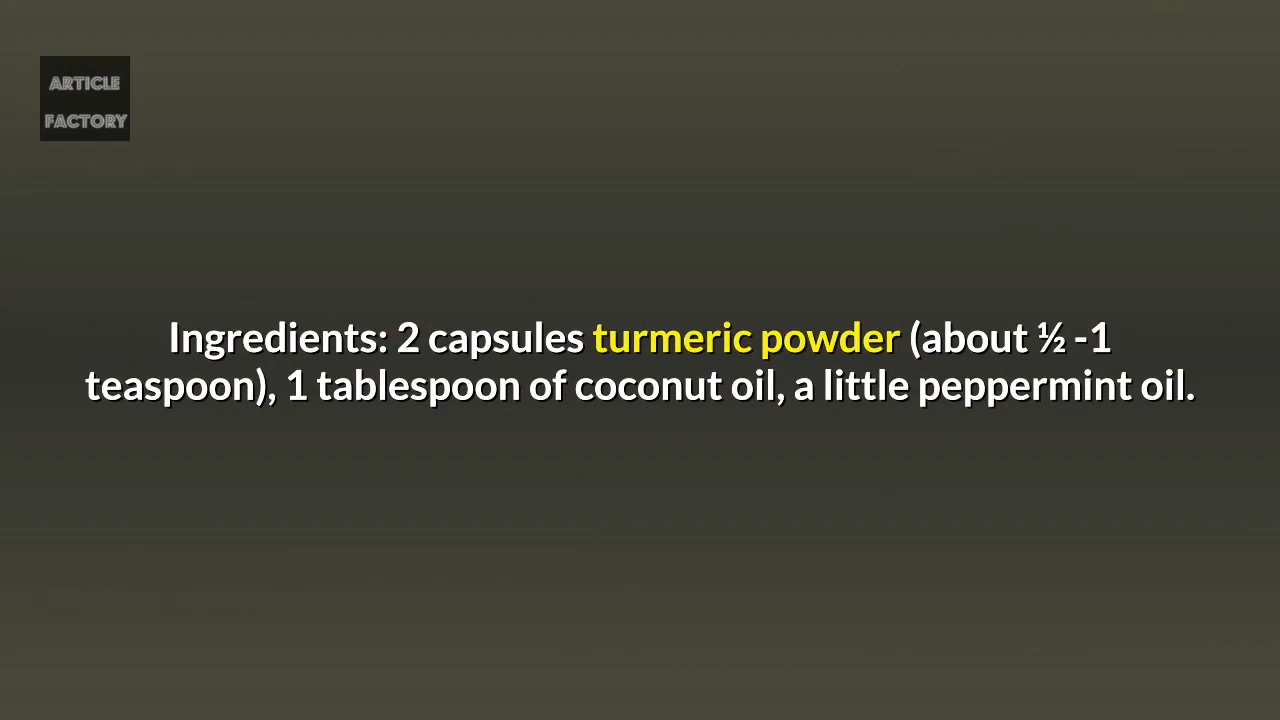 ARTICLE
FACTORY
Ingredients: 2 capsules turmeric powder (about ½ -1
teaspoon), 1 tablespoon of coconut oil, a little peppermint oil.